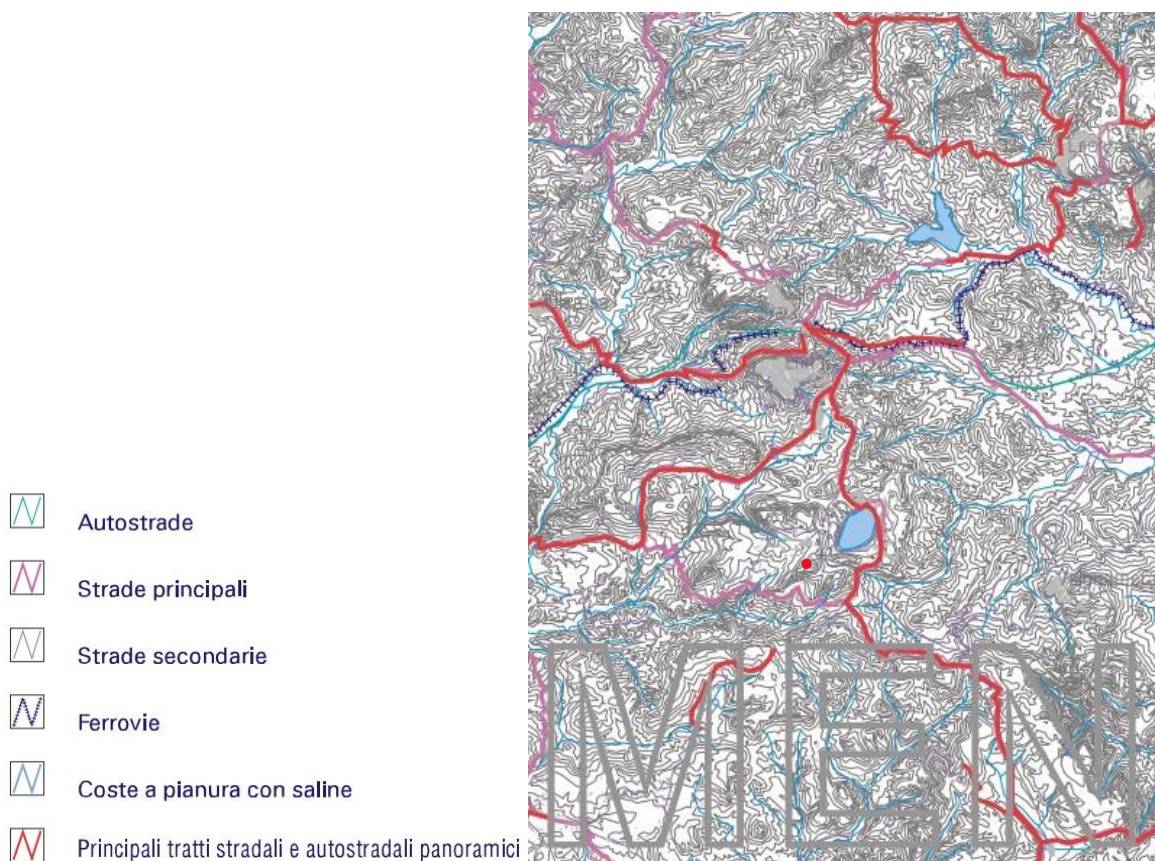 Autostrade
Strade principali
Strade secondarie
Ferrovie
Coste a pianura con saline
Principali tratti stradali e autostradali panoramici
MEN